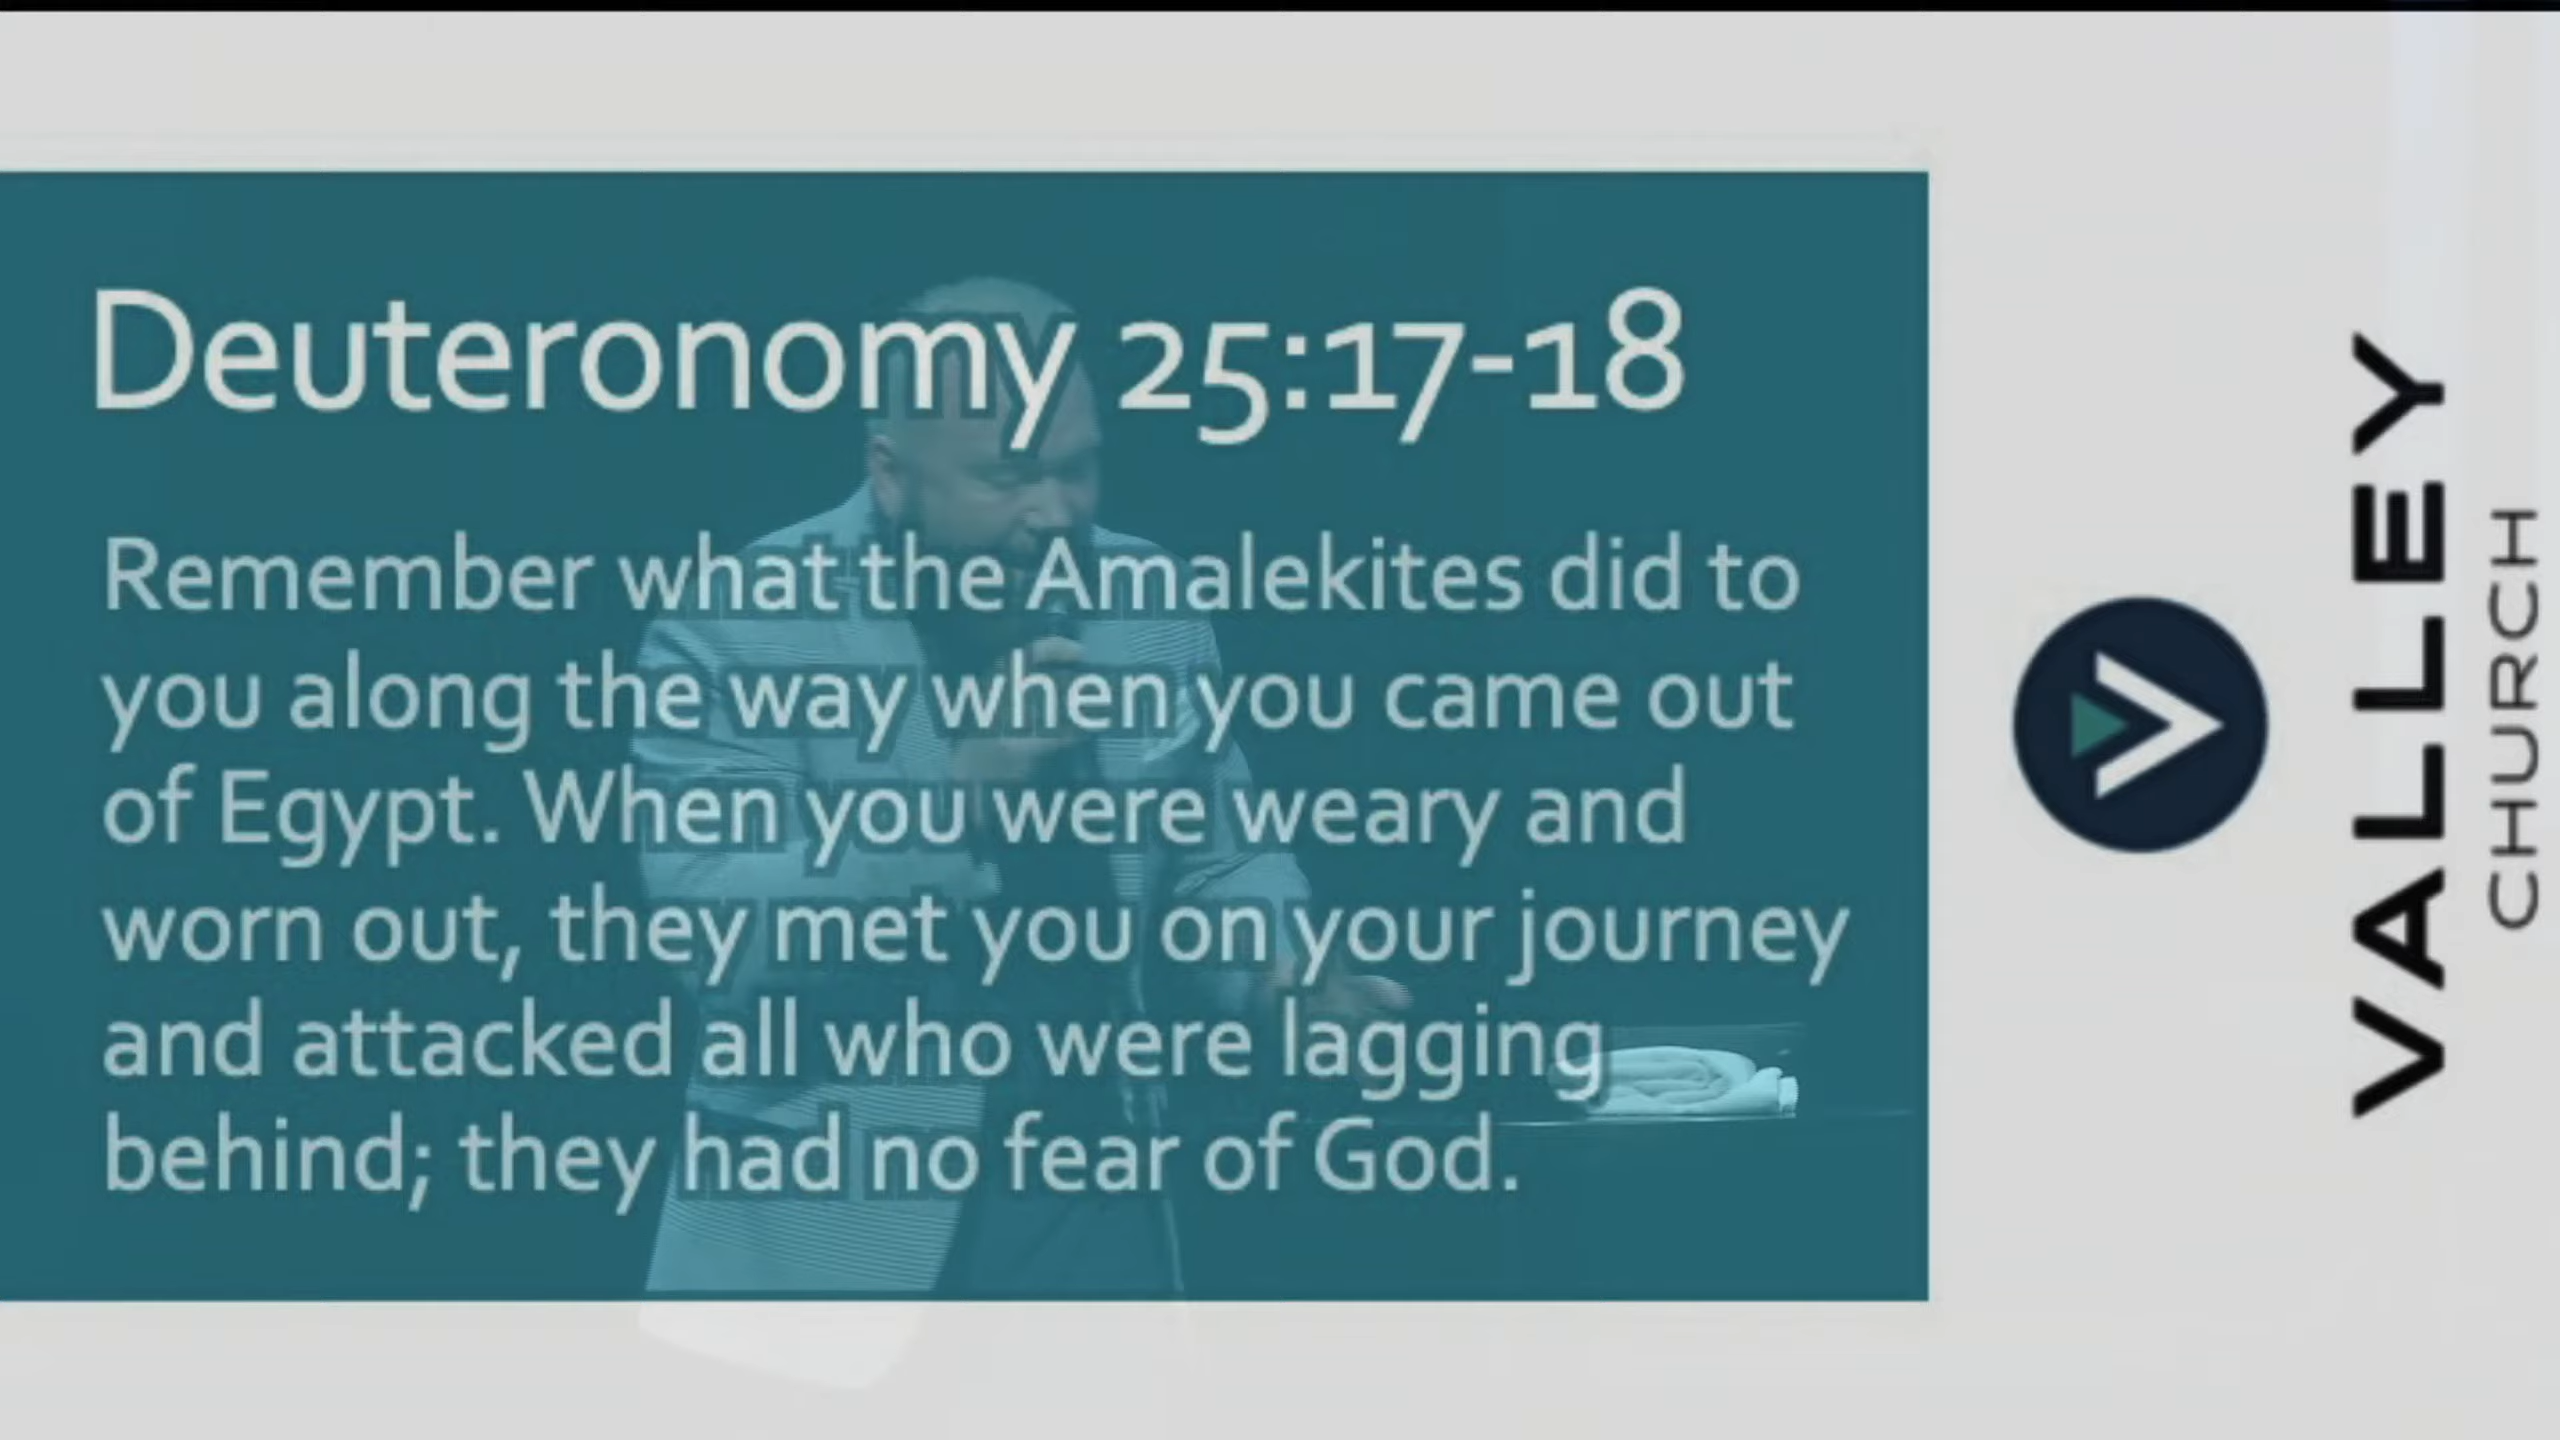 Deuteronomy 25:17-18
Remember what the Amalekites did to
you along the way when you came out
of Egypt. When you were weary and
worn out, they met you on your journey
and attacked all who were lagging
behind; they had no fear of God.
VALLEY
CHURCH